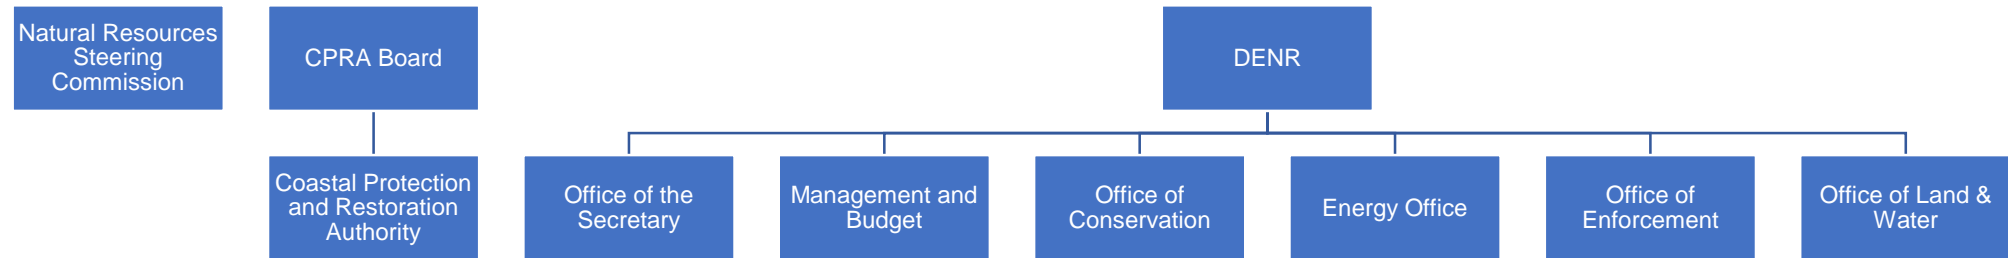 Natural Resources
Steering
Commission
CPRA Board
DENR
Coastal Protection
and Restoration
Authority
Office of the
Secretary
Management and
Budget
Office of
Conservation
Energy Office
Office of
Enforcement
Office of Land &
Water